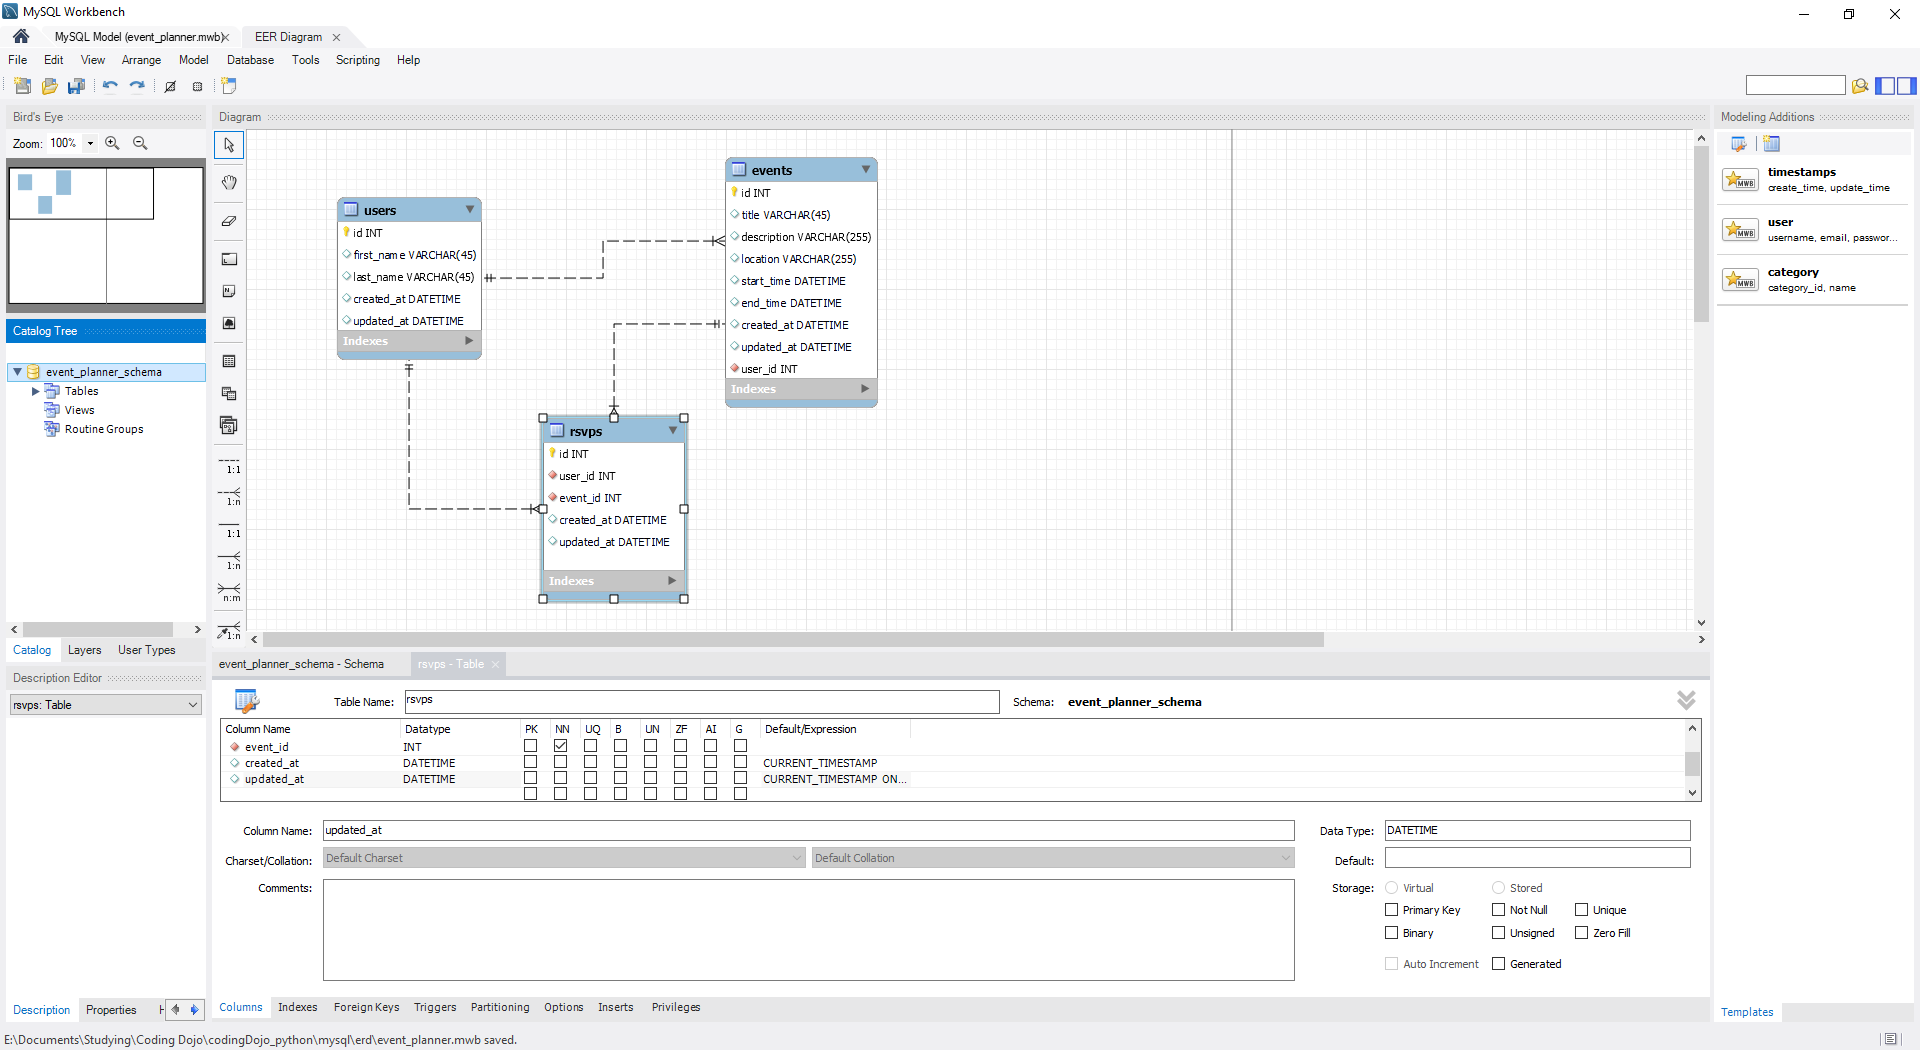 MySQL Workbench
MySQL Model (event_planner.mwb)
EER Diagram
File Edit View Arrange Model Database Tools Scripting Help
Bird's Eye
Zoom: 100%
Catalog Tree
event_planner_schema
Tables
Views
Routine Groups
Catalog Layers User Types
Description Editor
rsvps: Table
Description Properties H
Diagram
1:1
1:n
1:1
1:n
n:m
1:n
users
id INT
first_name VARCHAR(45)
last_name VARCHAR(45)
created_at DATETIME
updated_at DATETIME
Indexes
events
id INT
title VARCHAR(45)
description VARCHAR(255)
location VARCHAR(255)
start_time DATETIME
end_time DATETIME
created_at DATETIME
updated_at DATETIME
user_id INT
Indexes
rsvps
id INT
user_id INT
event_id INT
created_at DATETIME
updated_at DATETIME
Indexes
Modeling Additions
MWB
timestamps
create_time, update_time
MWB
user
username, email, passwor...
MWB
category
category_id, name
Templates
event_planner_schema - Schema
rsvps - Table
Table Name: rsvps
Schema: event_planner_schema
Column Name Datatype PK NN UQ B UN ZF AI G Default/Expression
event_id INT
created_at DATETIME CURRENT_TIMESTAMP
updated_at DATETIME CURRENT_TIMESTAMP ON...
Column Name: updated_at
Data Type: DATETIME
Charset/Collation: Default Charset Default Collation
Default:
Comments:
Storage: Virtual Stored
Primary Key Not Null Unique
Binary Unsigned Zero Fill
Auto Increment Generated
Columns Indexes Foreign Keys Triggers Partitioning Options Inserts Privileges
E:\Documents\Studying\Coding Dojo\codingDojo_python\mysql\erd\event_planner.mwb saved.